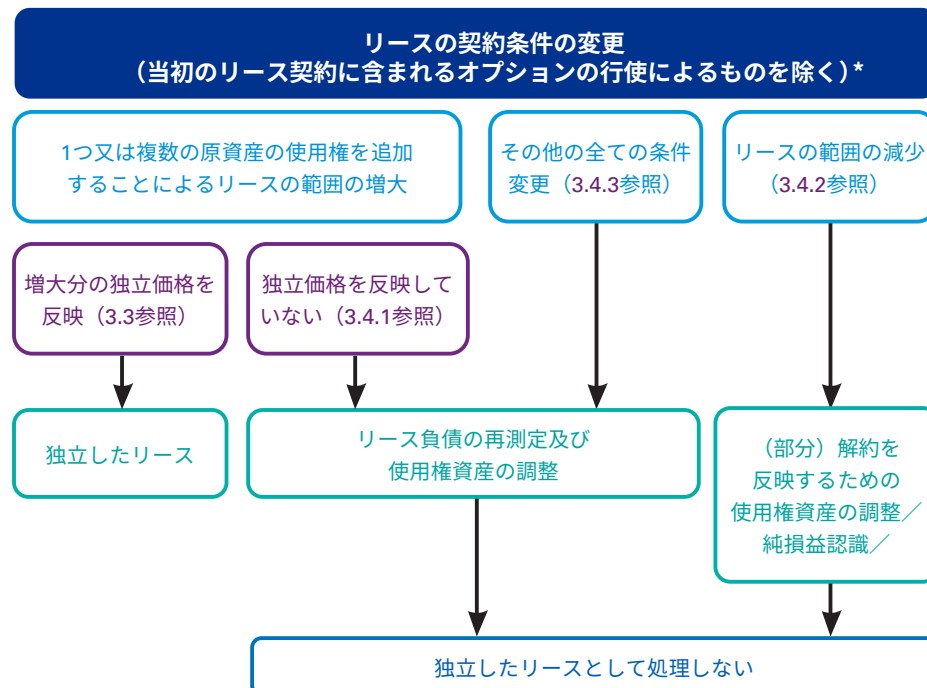 リースの契約条件の変更
（当初のリース契約に含まれるオプションの行使によるものを除く）*
1つ又は複数の原資産の使用権を追加
することによるリースの範囲の増大
その他の全ての条件
変更（3.4.3参照）
リースの範囲の減少
（3.4.2参照）
増大分の独立価格を
反映（3.3参照）
独立価格を反映して
いない（3.4.1参照）
独立したリース
リース負債の再測定及び
使用権資産の調整
（部分）解約を
反映するための
使用権資産の調整／
純損益認識／
独立したリースとして処理しない